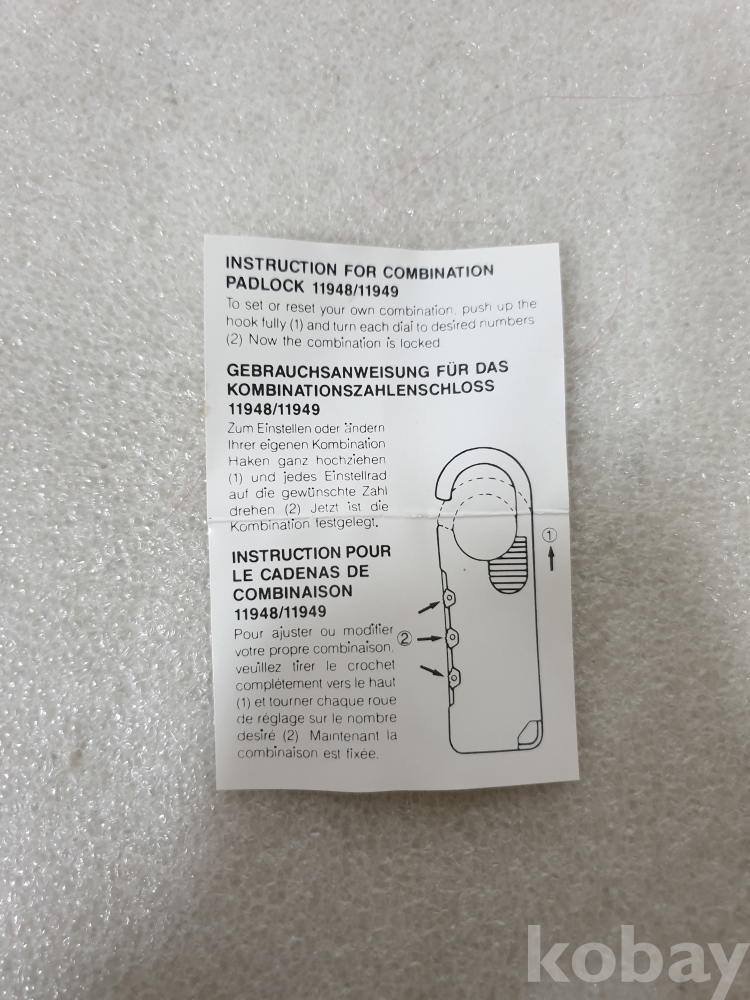 INSTRUCTION FOR COMBINATION
PADLOCK 11948/11949
To set or reset your own combination, push up the
hook fully (1) and turn each dial to desired numbers
(2) Now the combination is locked
GEBRAUCHSANWEISUNG FÜR DAS
KOMBINATIONSZAHLENSCHLOSS
11948/11949
Zum Einstellen oder ändern
Ihrer eigenen Kombination
Haken ganz hochziehen
(1) und jedes Einstellrad
auf die gewünschte Zahl
drehen (2) Jetzt ist die
Kombination festgelegt.
INSTRUCTION POUR
LE CADENAS DE
COMBINAISON
11948/11949
Pour ajuster ou modifier
votre propre combinaison,
veuillez tirer le crochet
complétement vers le haut
(1) et tourner chaque roue
de réglage sur le nombre
desiré (2) Maintenant la
combinaison est fixée.
①
②
kobay